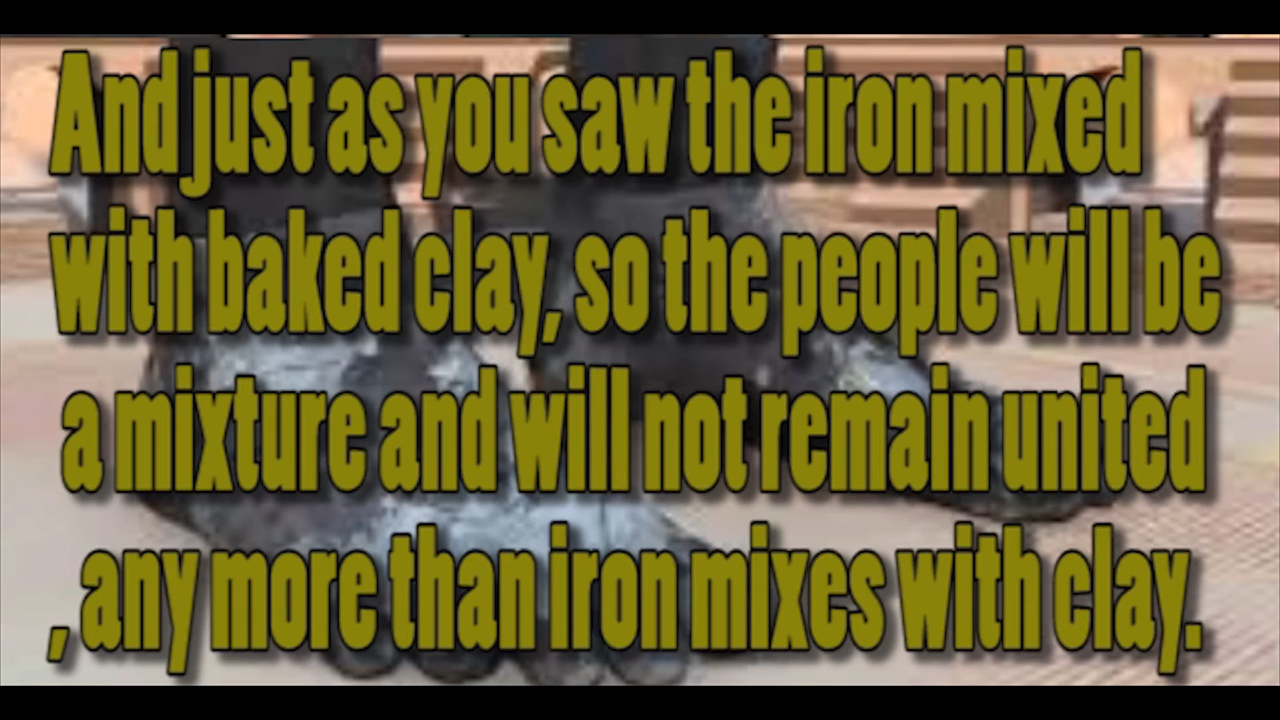 And just as you saw the iron mixed
with baked clay, so the people will be
a mixture and will not remain united
, any more than iron mixes with clay.